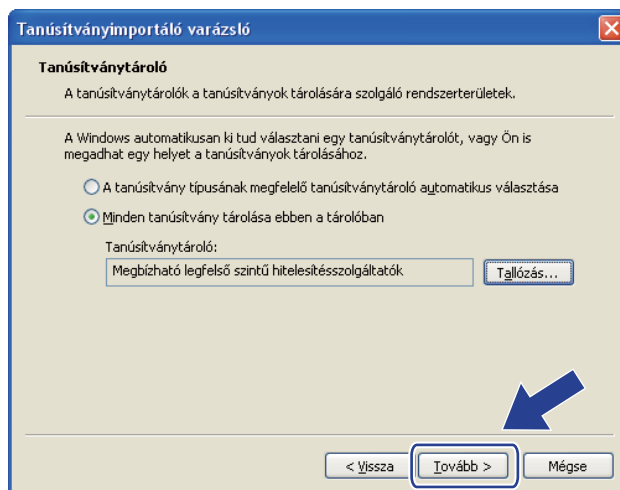 Tanúsítványimportáló varázsló
Tanúsítványtároló
A tanúsítványtárolók a tanúsítványok tárolására szolgáló rendszerterületek.
A Windows automatikusan ki tud választani egy tanúsítványtárolót, vagy Ön is
megadhat egy helyet a tanúsítványok tárolásához.
A tanúsítvány típusának megfelelő tanúsítványtároló automatikus választása
Minden tanúsítvány tárolása ebben a tárolóban
Tanúsítványtároló:
Megbízható legfelső szintű hitelesítésszolgáltatók
Tallózás...
< Vissza
Tovább >
Mégse